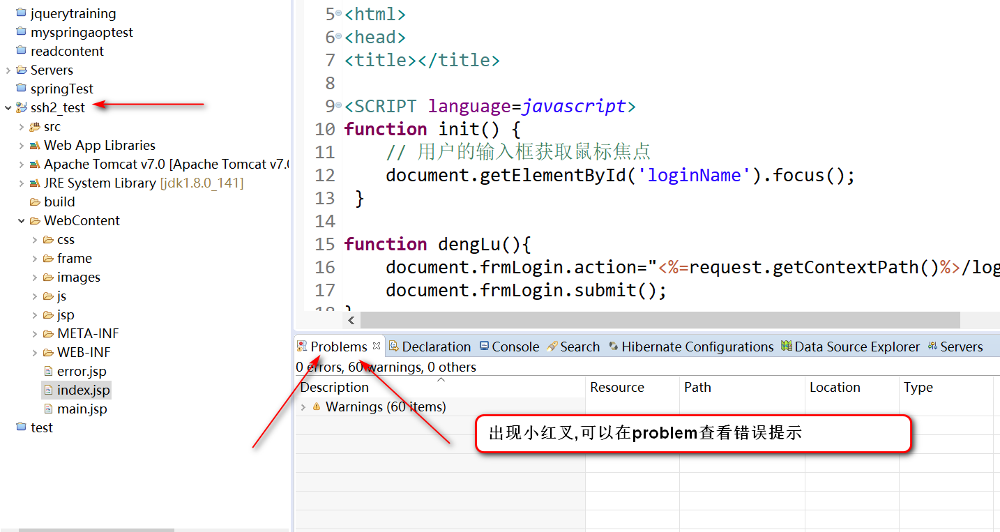 jquerytraining
myspringaoptest
readcontent
Servers
springTest
ssh2_test
src
Web App Libraries
Apache Tomcat v7.0 [Apache Tomcat v7.0
JRE System Library [jdk1.8.0_141]
build
WebContent
css
frame
images
js
jsp
META-INF
WEB-INF
error.jsp
index.jsp
main.jsp
test
5 <html>
6 <head>
7 <title></title>
8
9 <SCRIPT language=javascript>
10 function init() {
11 // 用户的输入框获取鼠标焦点
12 document.getElementById('loginName').focus();
13 }
14
15 function dengLu(){
16 document.frmLogin.action="<%=request.getContextPath()%>/log
17 document.frmLogin.submit();
18 }
Problems Declaration Console Search Hibernate Configurations Data Source Explorer Servers
0 errors, 60 warnings, 0 others
Description Resource Path Location Type
Warnings (60 items)
出现小红叉,可以在problem查看错误提示